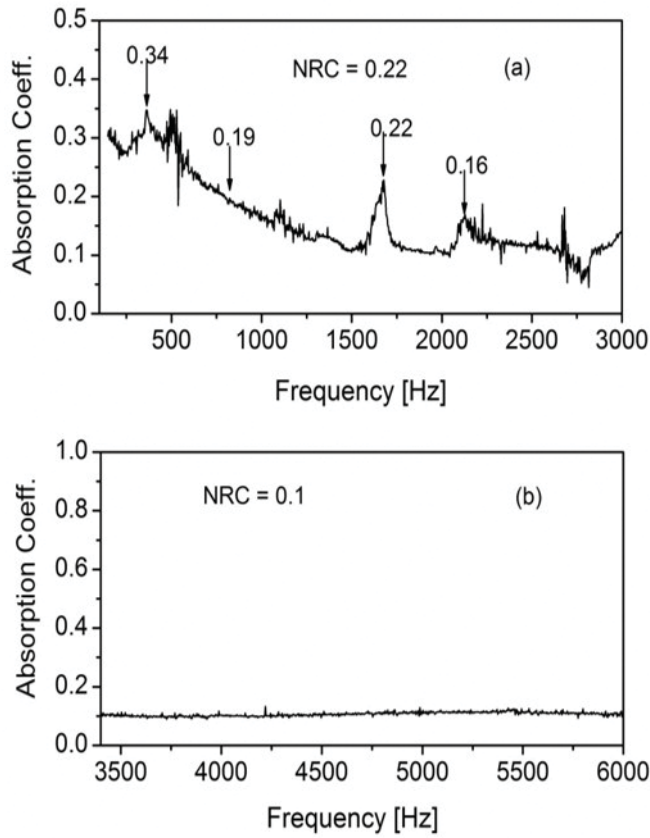 0.5
0.34
NRC = 0.22
(a)
0.4
0.22
0.3
0.19
0.16
0.2
0.1
0.0
Absorption Coeff.
500 1000 1500 2000 2500 3000
Frequency [Hz]
1.0
NRC = 0.1
(b)
0.8
0.6
0.4
0.2
0.0
Absorption Coeff.
3500 4000 4500 5000 5500 6000
Frequency [Hz]